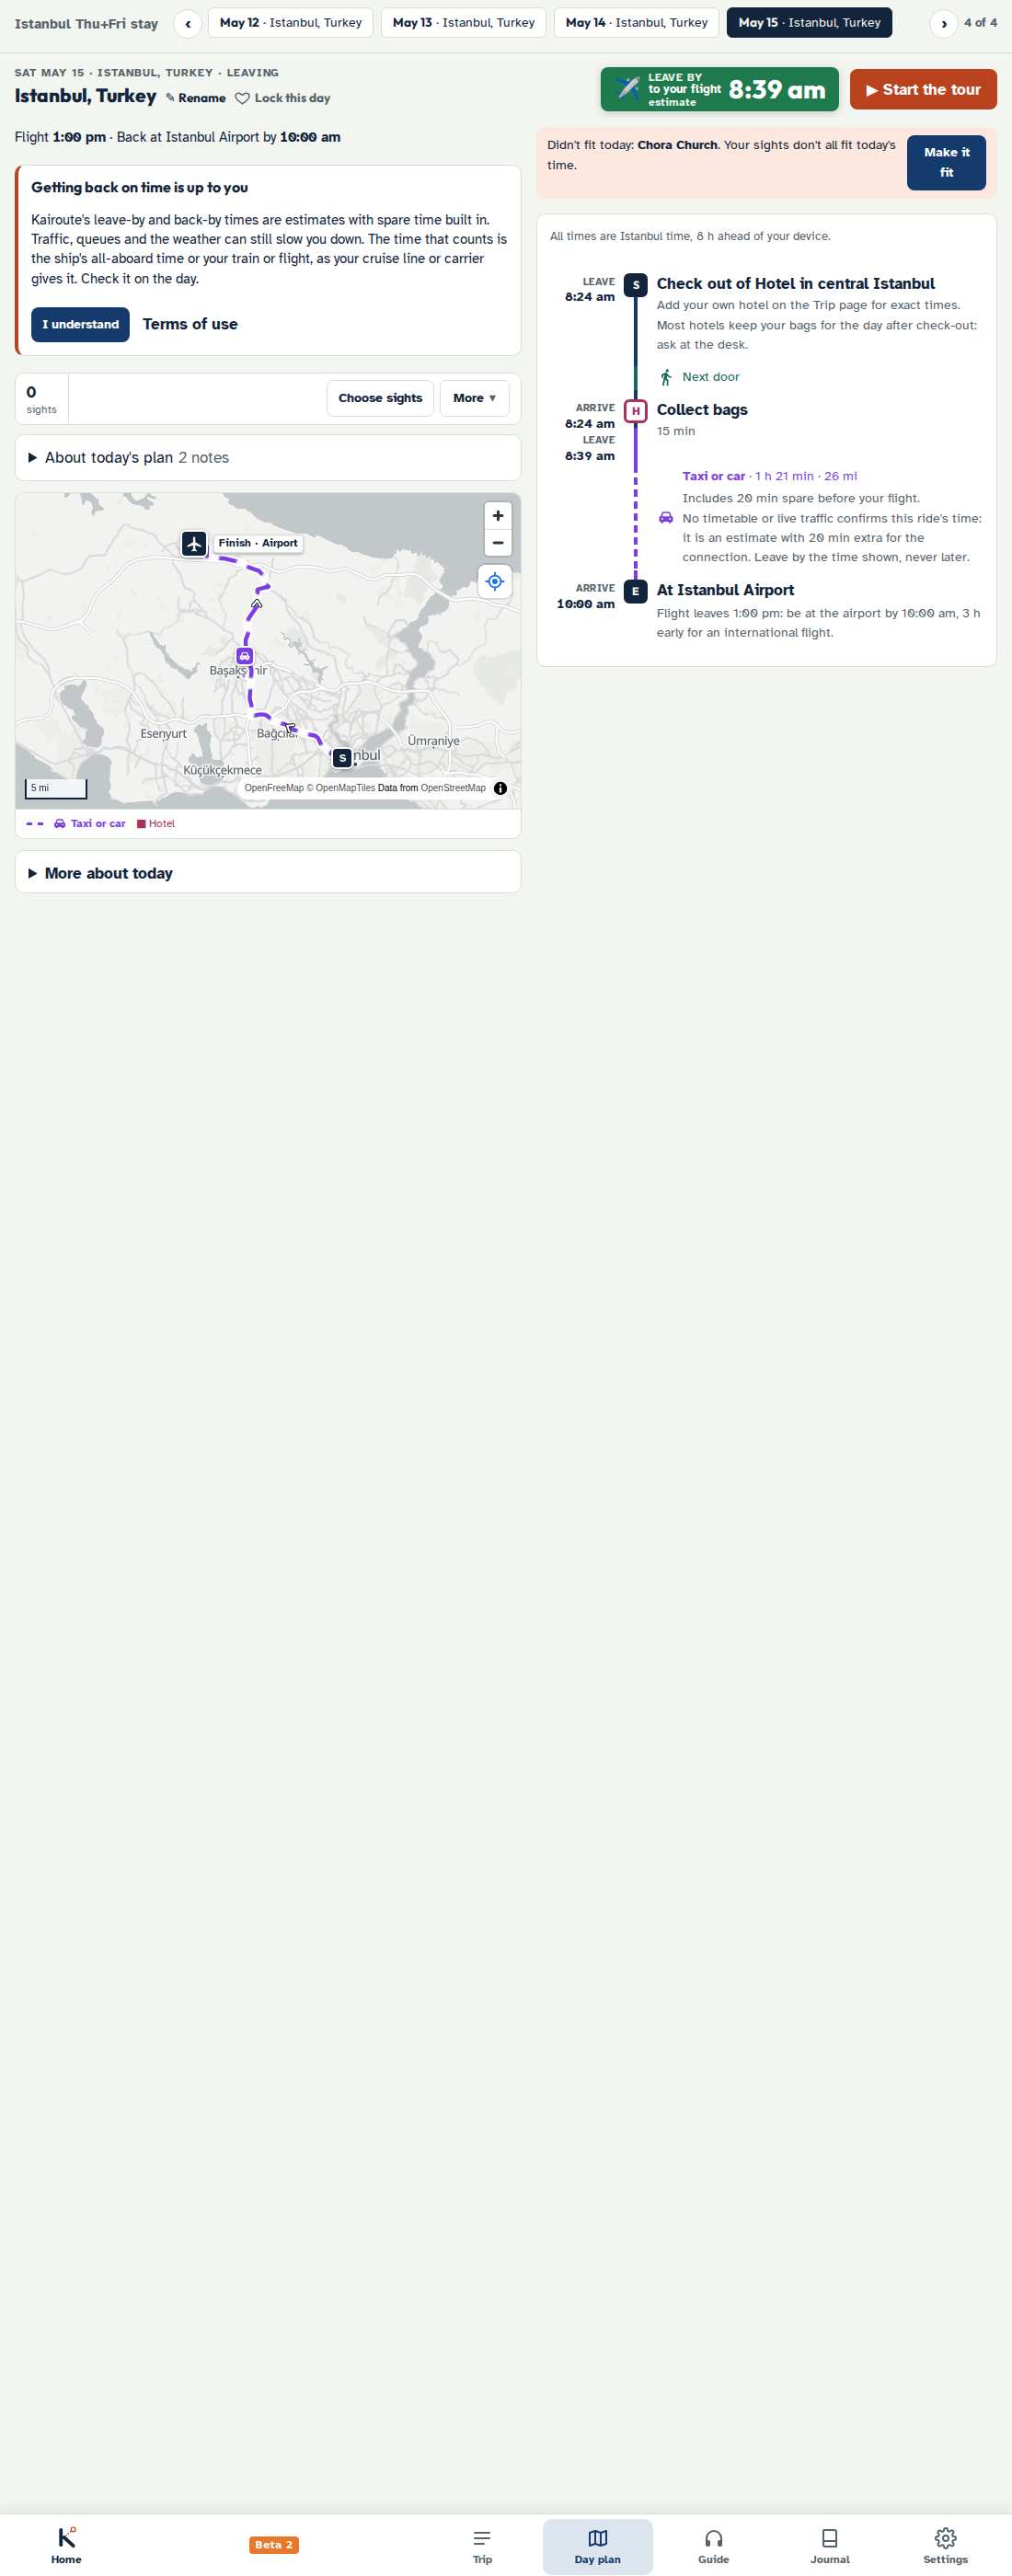 Istanbul Thu+Fri stay
‹
May 12 · Istanbul, Turkey
May 13 · Istanbul, Turkey
May 14 · Istanbul, Turkey
May 15 · Istanbul, Turkey
›
4 of 4
SAT MAY 15 · ISTANBUL, TURKEY · LEAVING
Istanbul, Turkey
✎ Rename
Lock this day
LEAVE BY
to your flight
estimate
8:39 am
▶ Start the tour
Flight 1:00 pm · Back at Istanbul Airport by 10:00 am
Getting back on time is up to you
Kairoute's leave-by and back-by times are estimates with spare time built in.
Traffic, queues and the weather can still slow you down. The time that counts is
the ship's all-aboard time or your train or flight, as your cruise line or carrier
gives it. Check it on the day.
I understand
Terms of use
0
sights
Choose sights
More ▼
▶ About today's plan 2 notes
Finish · Airport
+
−
Esenyurt
Küçükçekmece
Ümraniye
S
5 mi
OpenFreeMap © OpenMapTiles Data from OpenStreetMap
Taxi or car
Hotel
▶ More about today
Didn't fit today: Chora Church. Your sights don't all fit today's
time.
Make it
fit
All times are Istanbul time, 8 h ahead of your device.
LEAVE
8:24 am
S
Check out of Hotel in central Istanbul
Add your own hotel on the Trip page for exact times.
Most hotels keep your bags for the day after check-out:
ask at the desk.
Next door
ARRIVE
8:24 am
LEAVE
8:39 am
H
Collect bags
15 min
Taxi or car · 1 h 21 min · 26 mi
Includes 20 min spare before your flight.
No timetable or live traffic confirms this ride's time:
it is an estimate with 20 min extra for the
connection. Leave by the time shown, never later.
ARRIVE
10:00 am
E
At Istanbul Airport
Flight leaves 1:00 pm: be at the airport by 10:00 am, 3 h
early for an international flight.
Home
Beta 2
Trip
Day plan
Guide
Journal
Settings